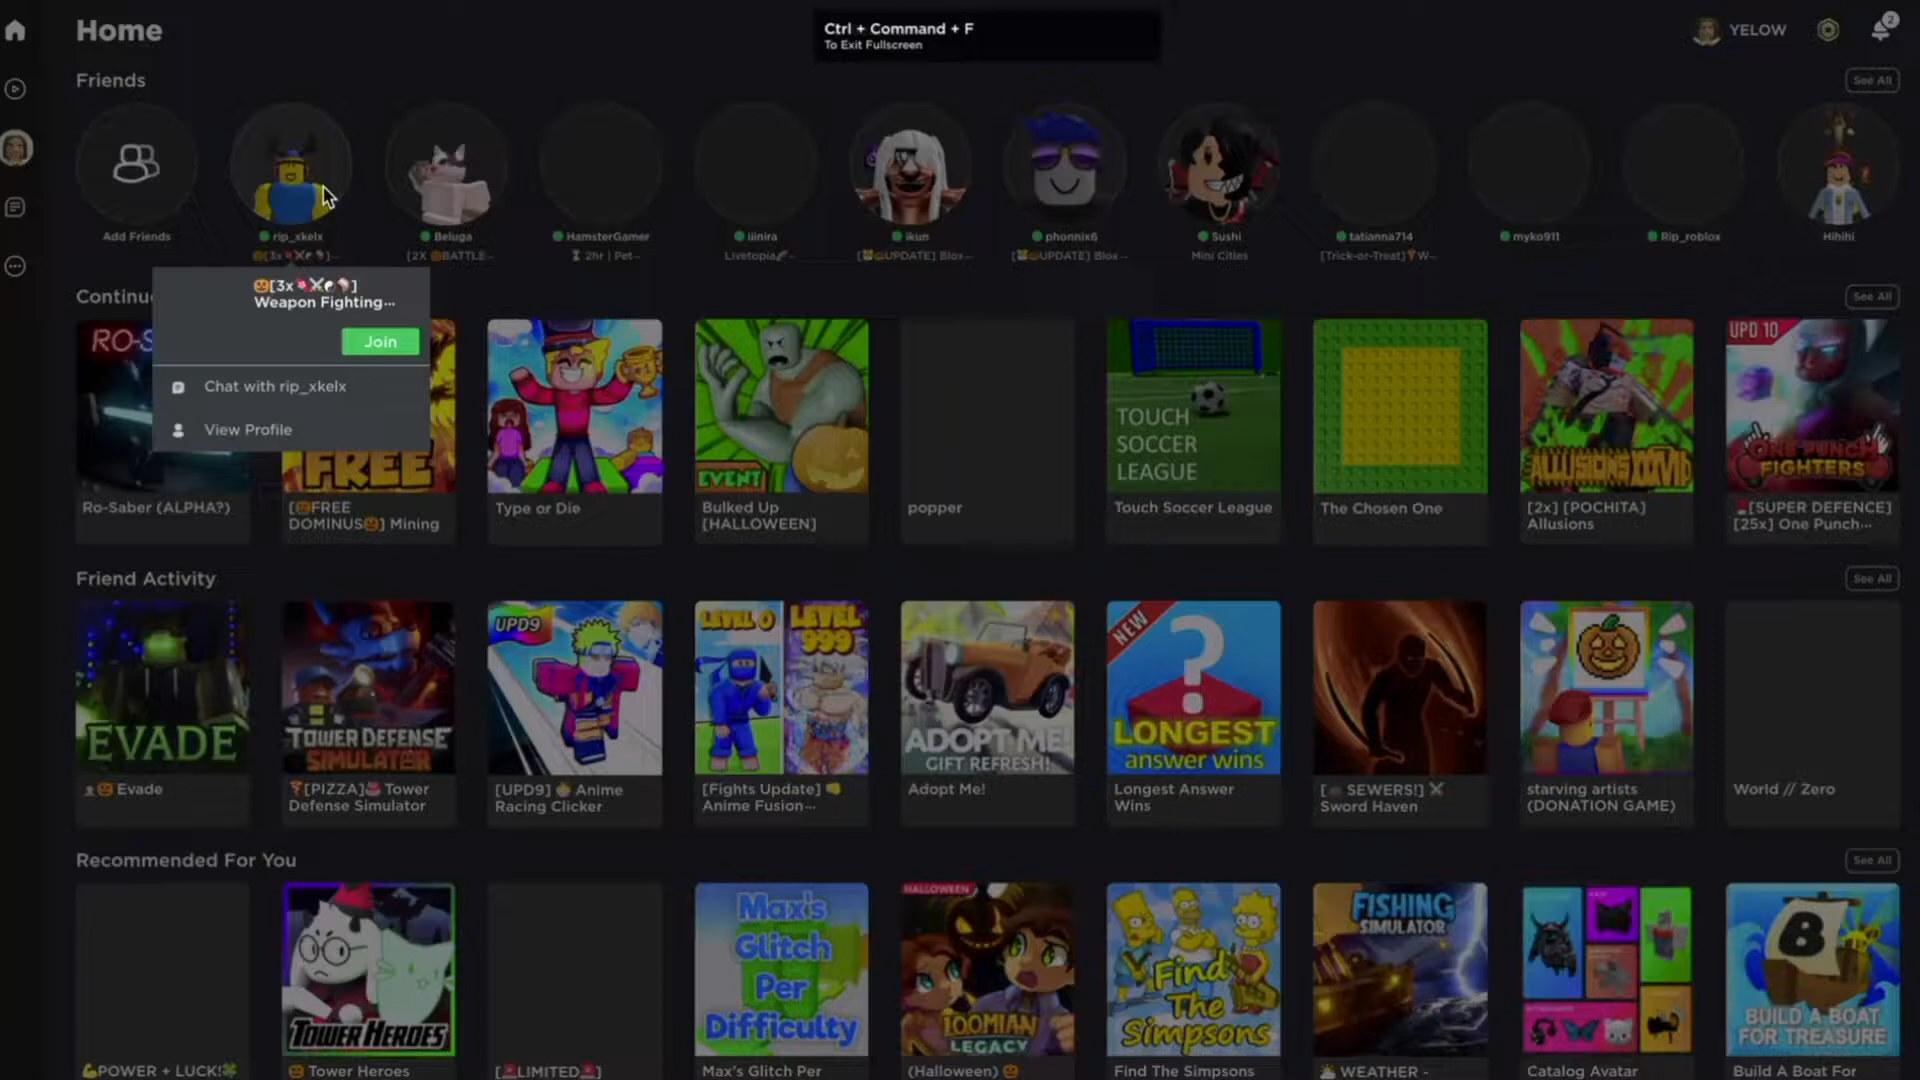 Home
Ctrl + Command + F
To Exit Fullscreen
YELOW
2
Friends
See All
Add Friends
rip_xkelx
Beluga
HamsterGamer
iiinira
ikun
phonnix6
Sushi
tatianna714
myko911
Rip_roblox
Hihihi
[2X 🎃BATTLE--
⌛ 2hr | Pet--
Livetopia
UPDATE] Blox --
UPDATE] Blox --
Mini Cities
[Trick-or-Treat]
[3x
Weapon Fighting...
Join
Chat with rip_xkelx
View Profile
See All
RO-S
FREE
EVENT
TOUCH
SOCCER
LEAGUE
ALLUSIONS
UPD 10
ONE PUNCH
FIGHTERS
Ro-Saber (ALPHA?)
[🎃FREE
DOMINUS🎃] Mining
Type or Die
Bulked Up
[HALLOWEEN]
popper
Touch Soccer League
The Chosen One
[2x] [POCHITA]
Allusions
[SUPER DEFENCE]
[25x] One Punch...
Friend Activity
See All
EVADE
TOWER DEFENSE
SIMULATOR
UPD9
LEVEL 0
LEVEL
999
ADOPT ME
GIFT REFRESH!
NEW
?
LONGEST
answer wins
🎃 Evade
[PIZZA] Tower
Defense Simulator
[UPD9] Anime
Racing Clicker
[Fights Update]
Anime Fusion...
Adopt Me!
Longest Answer
Wins
[ SEWERS!] ⚔
Sword Haven
starving artists
(DONATION GAME)
World // Zero
Recommended For You
See All
TOWER HEROES
Max's
Glitch
Per
Difficulty
HALLOWEEN
LOOMIAN
LEGACY
Find
The
Simpsons
FISHING
SIMULATOR
B
BUILD A BOAT
FOR TREASURE
💪POWER + LUCK!🍀
🎃 Tower Heroes
[🚨LIMITED🚨]
Max's Glitch Per
(Halloween) 🎃
Find The Simpsons
WEATHER -
Catalog Avatar
Build A Boat For